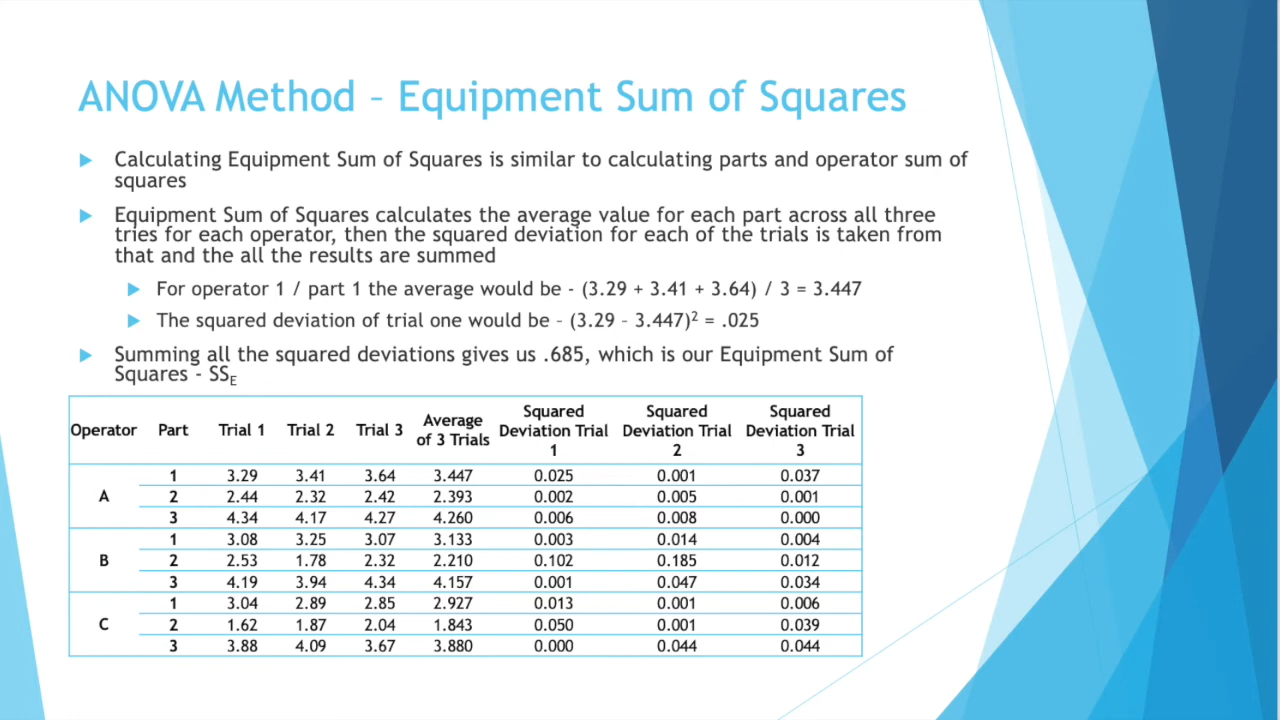 ANOVA Method – Equipment Sum of Squares
Calculating Equipment Sum of Squares is similar to calculating parts and operator sum of
squares
Equipment Sum of Squares calculates the average value for each part across all three
tries for each operator, then the squared deviation for each of the trials is taken from
that and the all the results are summed
For operator 1 / part 1 the average would be - (3.29 + 3.41 + 3.64) / 3 = 3.447
The squared deviation of trial one would be – (3.29 – 3.447)² = .025
Summing all the squared deviations gives us .685, which is our Equipment Sum of
Squares - SSE
Operator Part Trial 1 Trial 2 Trial 3 Average of 3 Trials Squared Deviation Trial 1 Squared Deviation Trial 2 Squared Deviation Trial 3
A 1 3.29 3.41 3.64 3.447 0.025 0.001 0.037
2 2.44 2.32 2.42 2.393 0.002 0.005 0.001
3 4.34 4.17 4.27 4.260 0.006 0.008 0.000
B 1 3.08 3.25 3.07 3.133 0.003 0.014 0.004
2 2.53 1.78 2.32 2.210 0.102 0.185 0.012
3 4.19 3.94 4.34 4.157 0.001 0.047 0.034
C 1 3.04 2.89 2.85 2.927 0.013 0.001 0.006
2 1.62 1.87 2.04 1.843 0.050 0.001 0.039
3 3.88 4.09 3.67 3.880 0.000 0.044 0.044